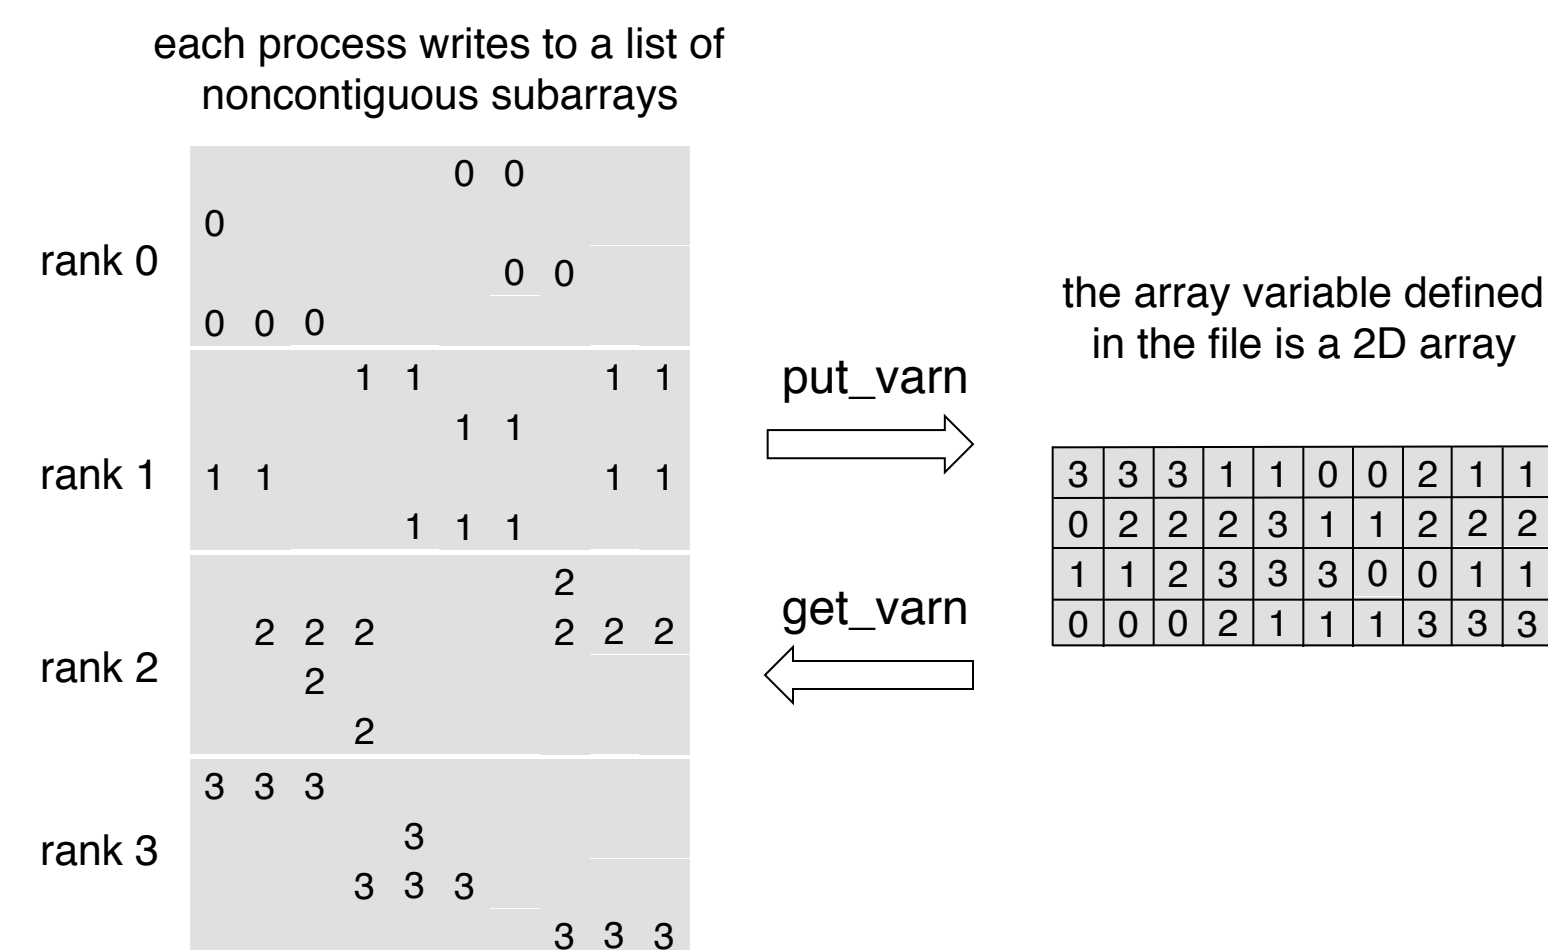 each process writes to a list of
noncontiguous subarrays
rank 0
0 0
0
0 0
0 0 0
rank 1
1 1 1 1
1 1
1 1 1 1
1 1 1
rank 2
2
2 2 2 2 2 2
2
2
rank 3
3 3 3
3
3 3 3
3 3 3
put_varn
get_varn
the array variable defined
in the file is a 2D array
3 3 3 1 1 0 0 2 1 1
0 2 2 2 3 1 1 2 2 2
1 1 2 3 3 3 0 0 1 1
0 0 0 2 1 1 1 3 3 3